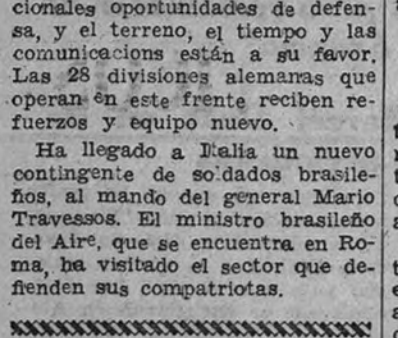 cionales oportunidades de defen-
sa, y el terreno, el tiempo y las
comunicacions están a su favor.
Las 28 divisiones alemanas que
operan en este frente reciben re-
fuerzos y equipo nuevo.
Ha llegado a Italia un nuevo
contingente de soldados brasile-
ños, al mando del general Mario
Travessos. El ministro brasileño
del Aire, que se encuentra en Ro-
ma, ha visitado el sector que de-
fienden sus compatriotas.